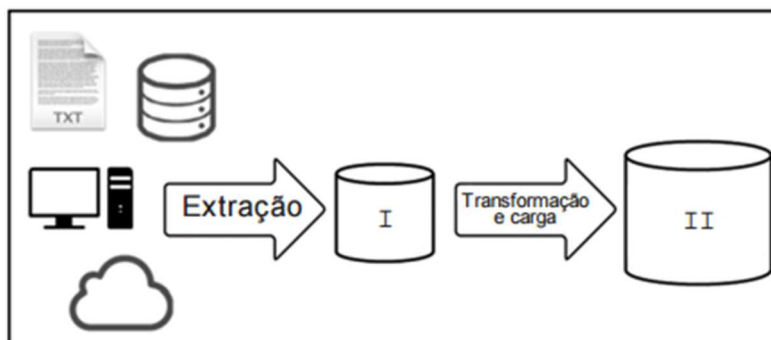 TXT
Extração
I
Transformação
e carga
II